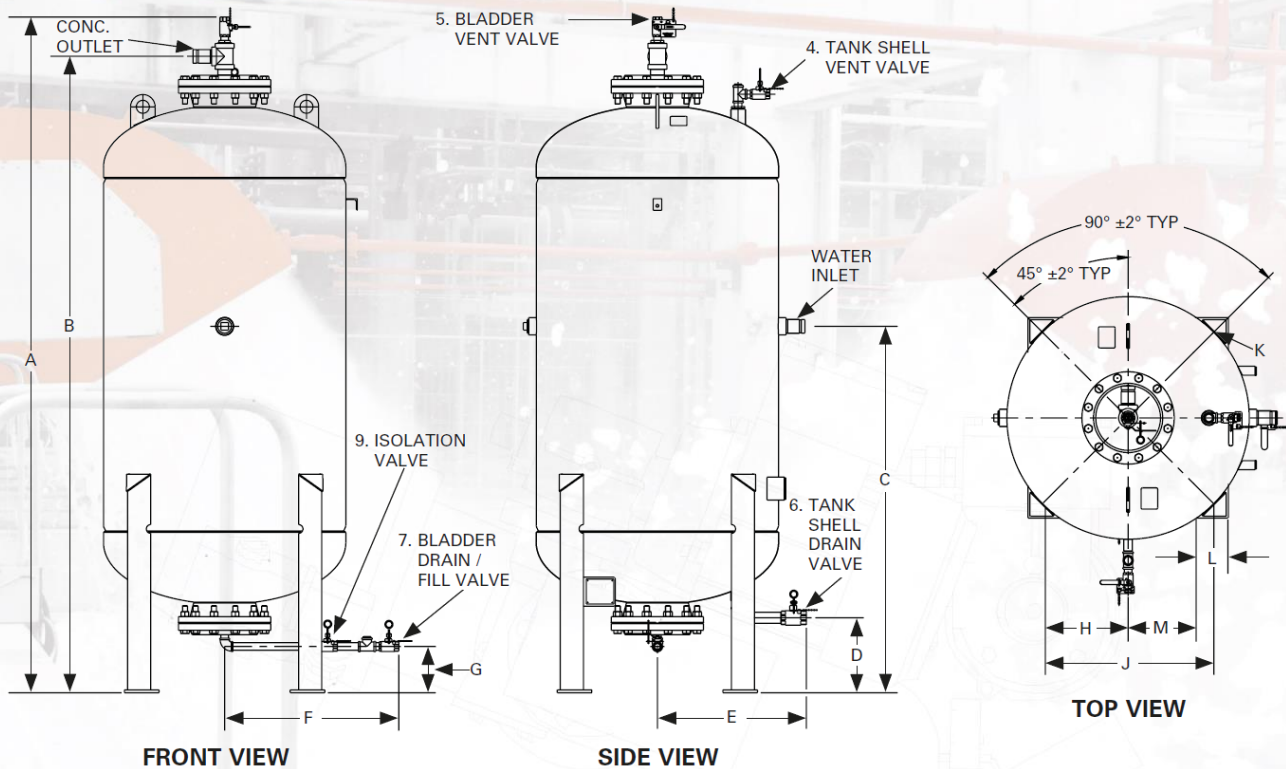 CONC.
OUTLET
A
B
9. ISOLATION
VALVE
7. BLADDER
DRAIN /
FILL VALVE
G
F
FRONT VIEW
5. BLADDER
VENT VALVE
4. TANK SHELL
VENT VALVE
WATER
INLET
C
6. TANK
SHELL
DRAIN
VALVE
D
E
SIDE VIEW
90° ±2° TYP
45° ±2° TYP
K
L
H
M
J
TOP VIEW